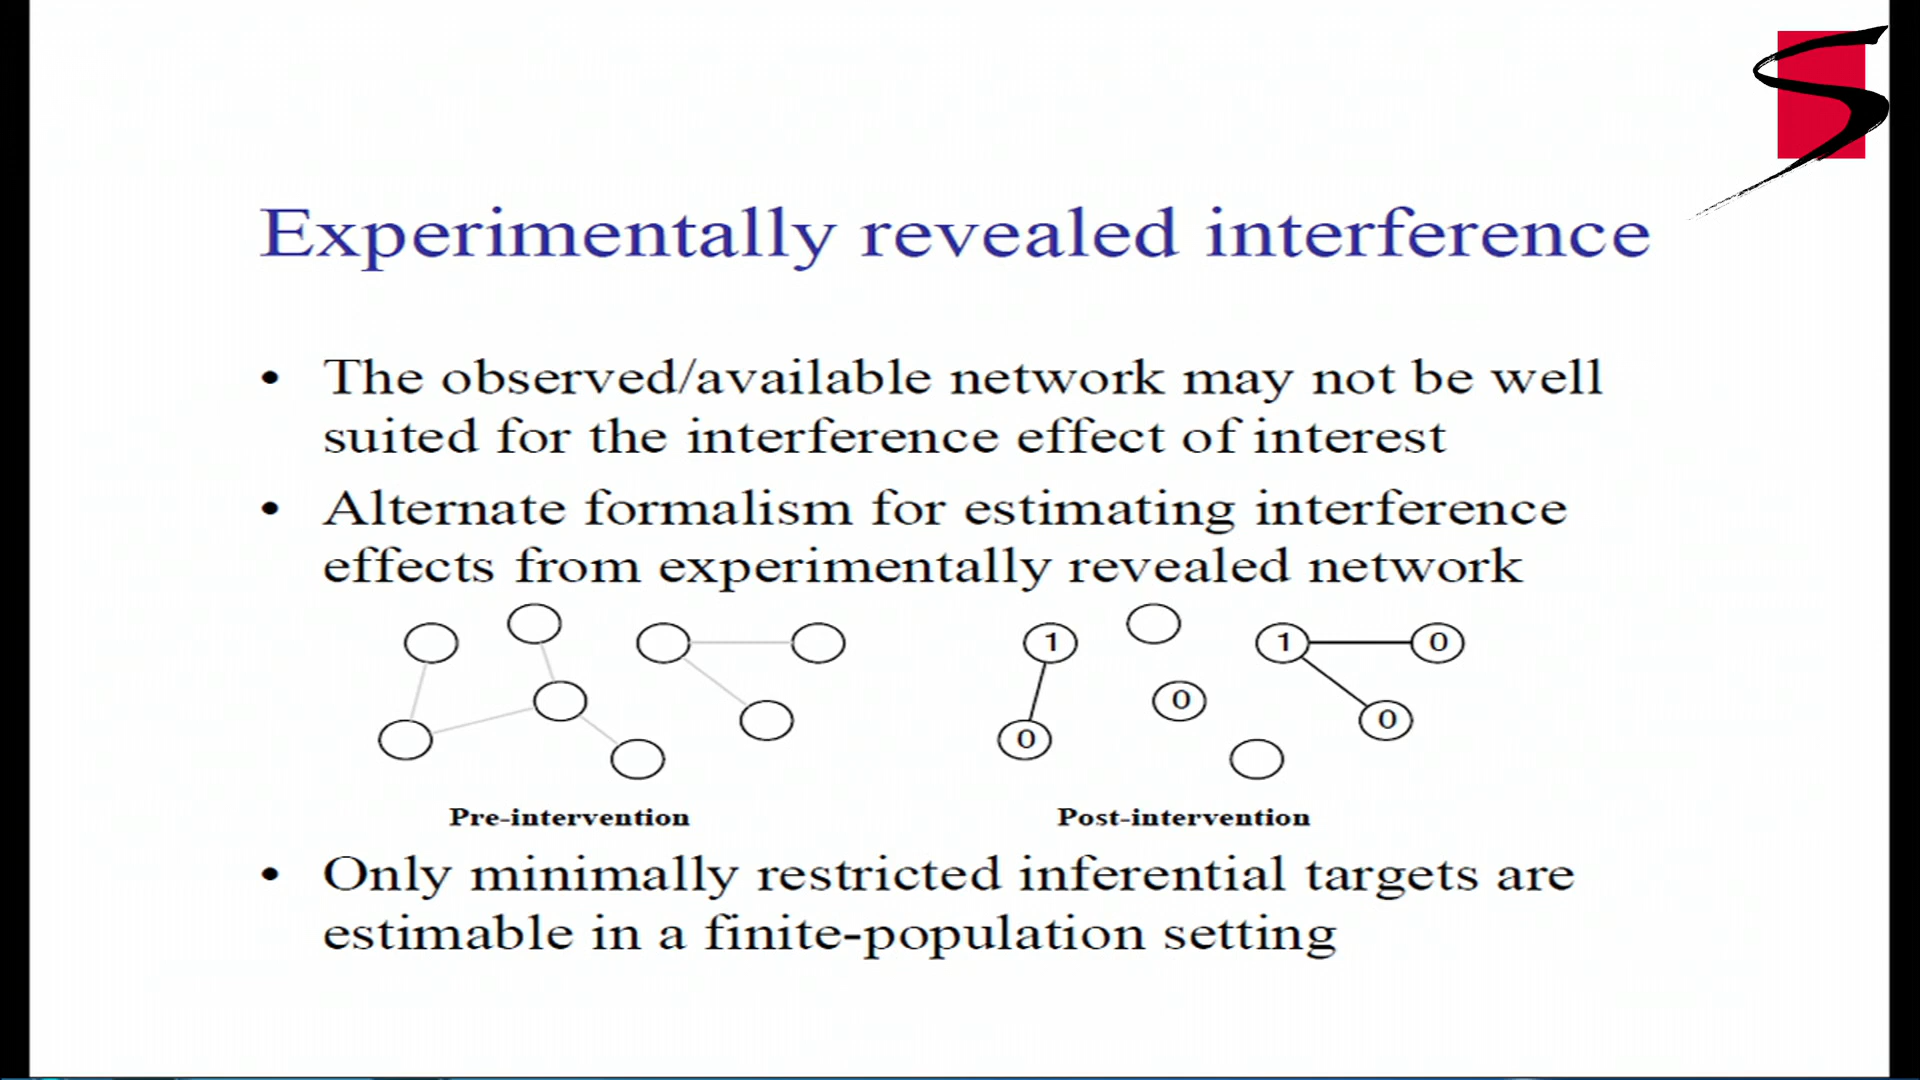 Experimentally revealed interference
• The observed/available network may not be well
suited for the interference effect of interest
• Alternate formalism for estimating interference
effects from experimentally revealed network
1
1
0
0
0
0
Pre-intervention
Post-intervention
• Only minimally restricted inferential targets are
estimable in a finite-population setting